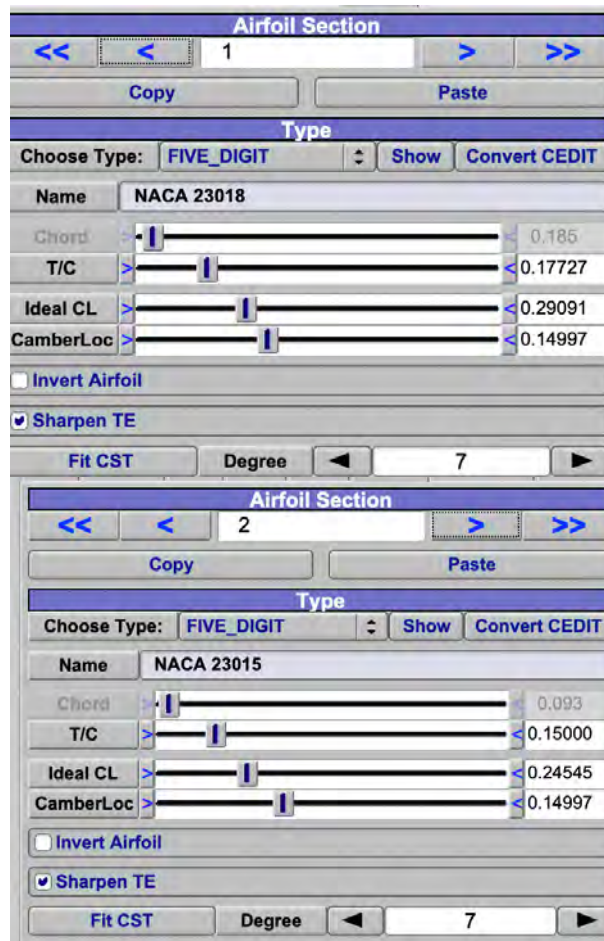 Airfoil Section
<< < 1 > >>
Copy Paste
Type
Choose Type: FIVE_DIGIT Show Convert CEDIT
Name NACA 23018
Chord > < 0.185
T/C > < 0.17727
Ideal CL > < 0.29091
CamberLoc > < 0.14997
Invert Airfoil
Sharpen TE
Fit CST Degree 7
Airfoil Section
<< < 2 > >>
Copy Paste
Type
Choose Type: FIVE_DIGIT Show Convert CEDIT
Name NACA 23015
Chord > < 0.093
T/C > < 0.15000
Ideal CL > < 0.24545
CamberLoc > < 0.14997
Invert Airfoil
Sharpen TE
Fit CST Degree 7